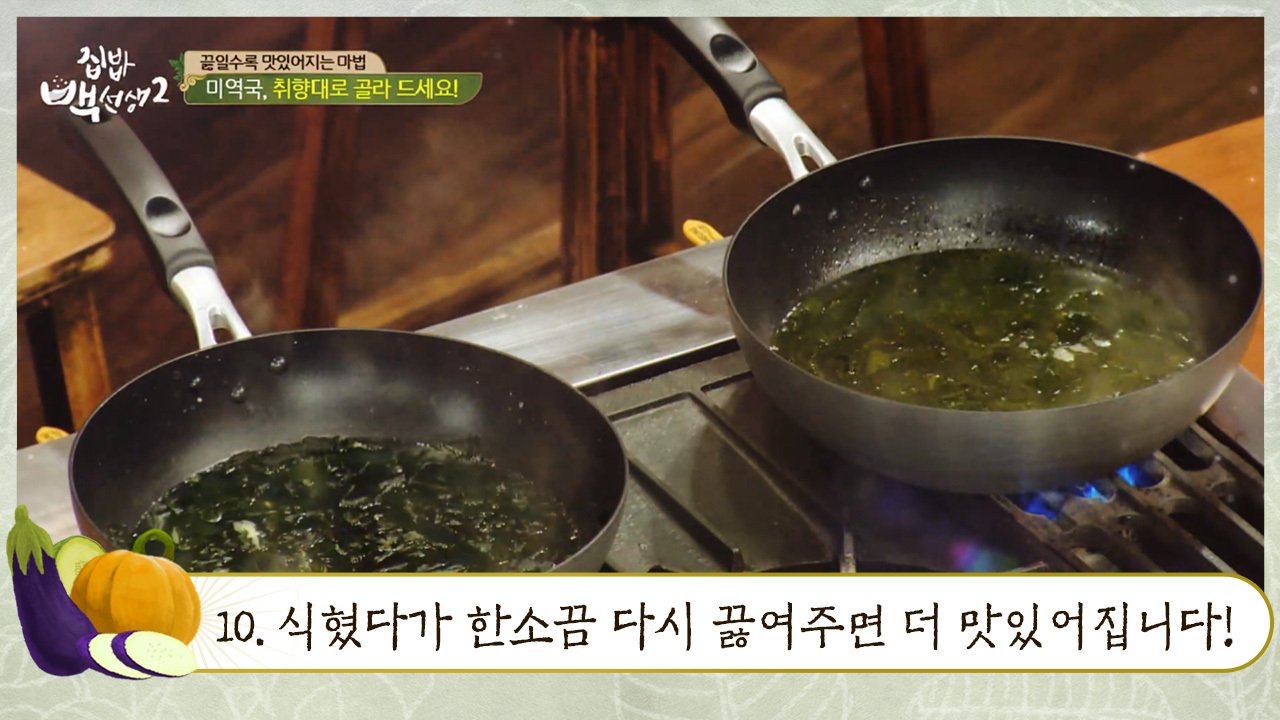 집밥
백선생2
끓일수록 맛있어지는 마법
미역국, 취향대로 골라 드세요!
10. 식혔다가 한소끔 다시 끓여주면 더 맛있어집니다!